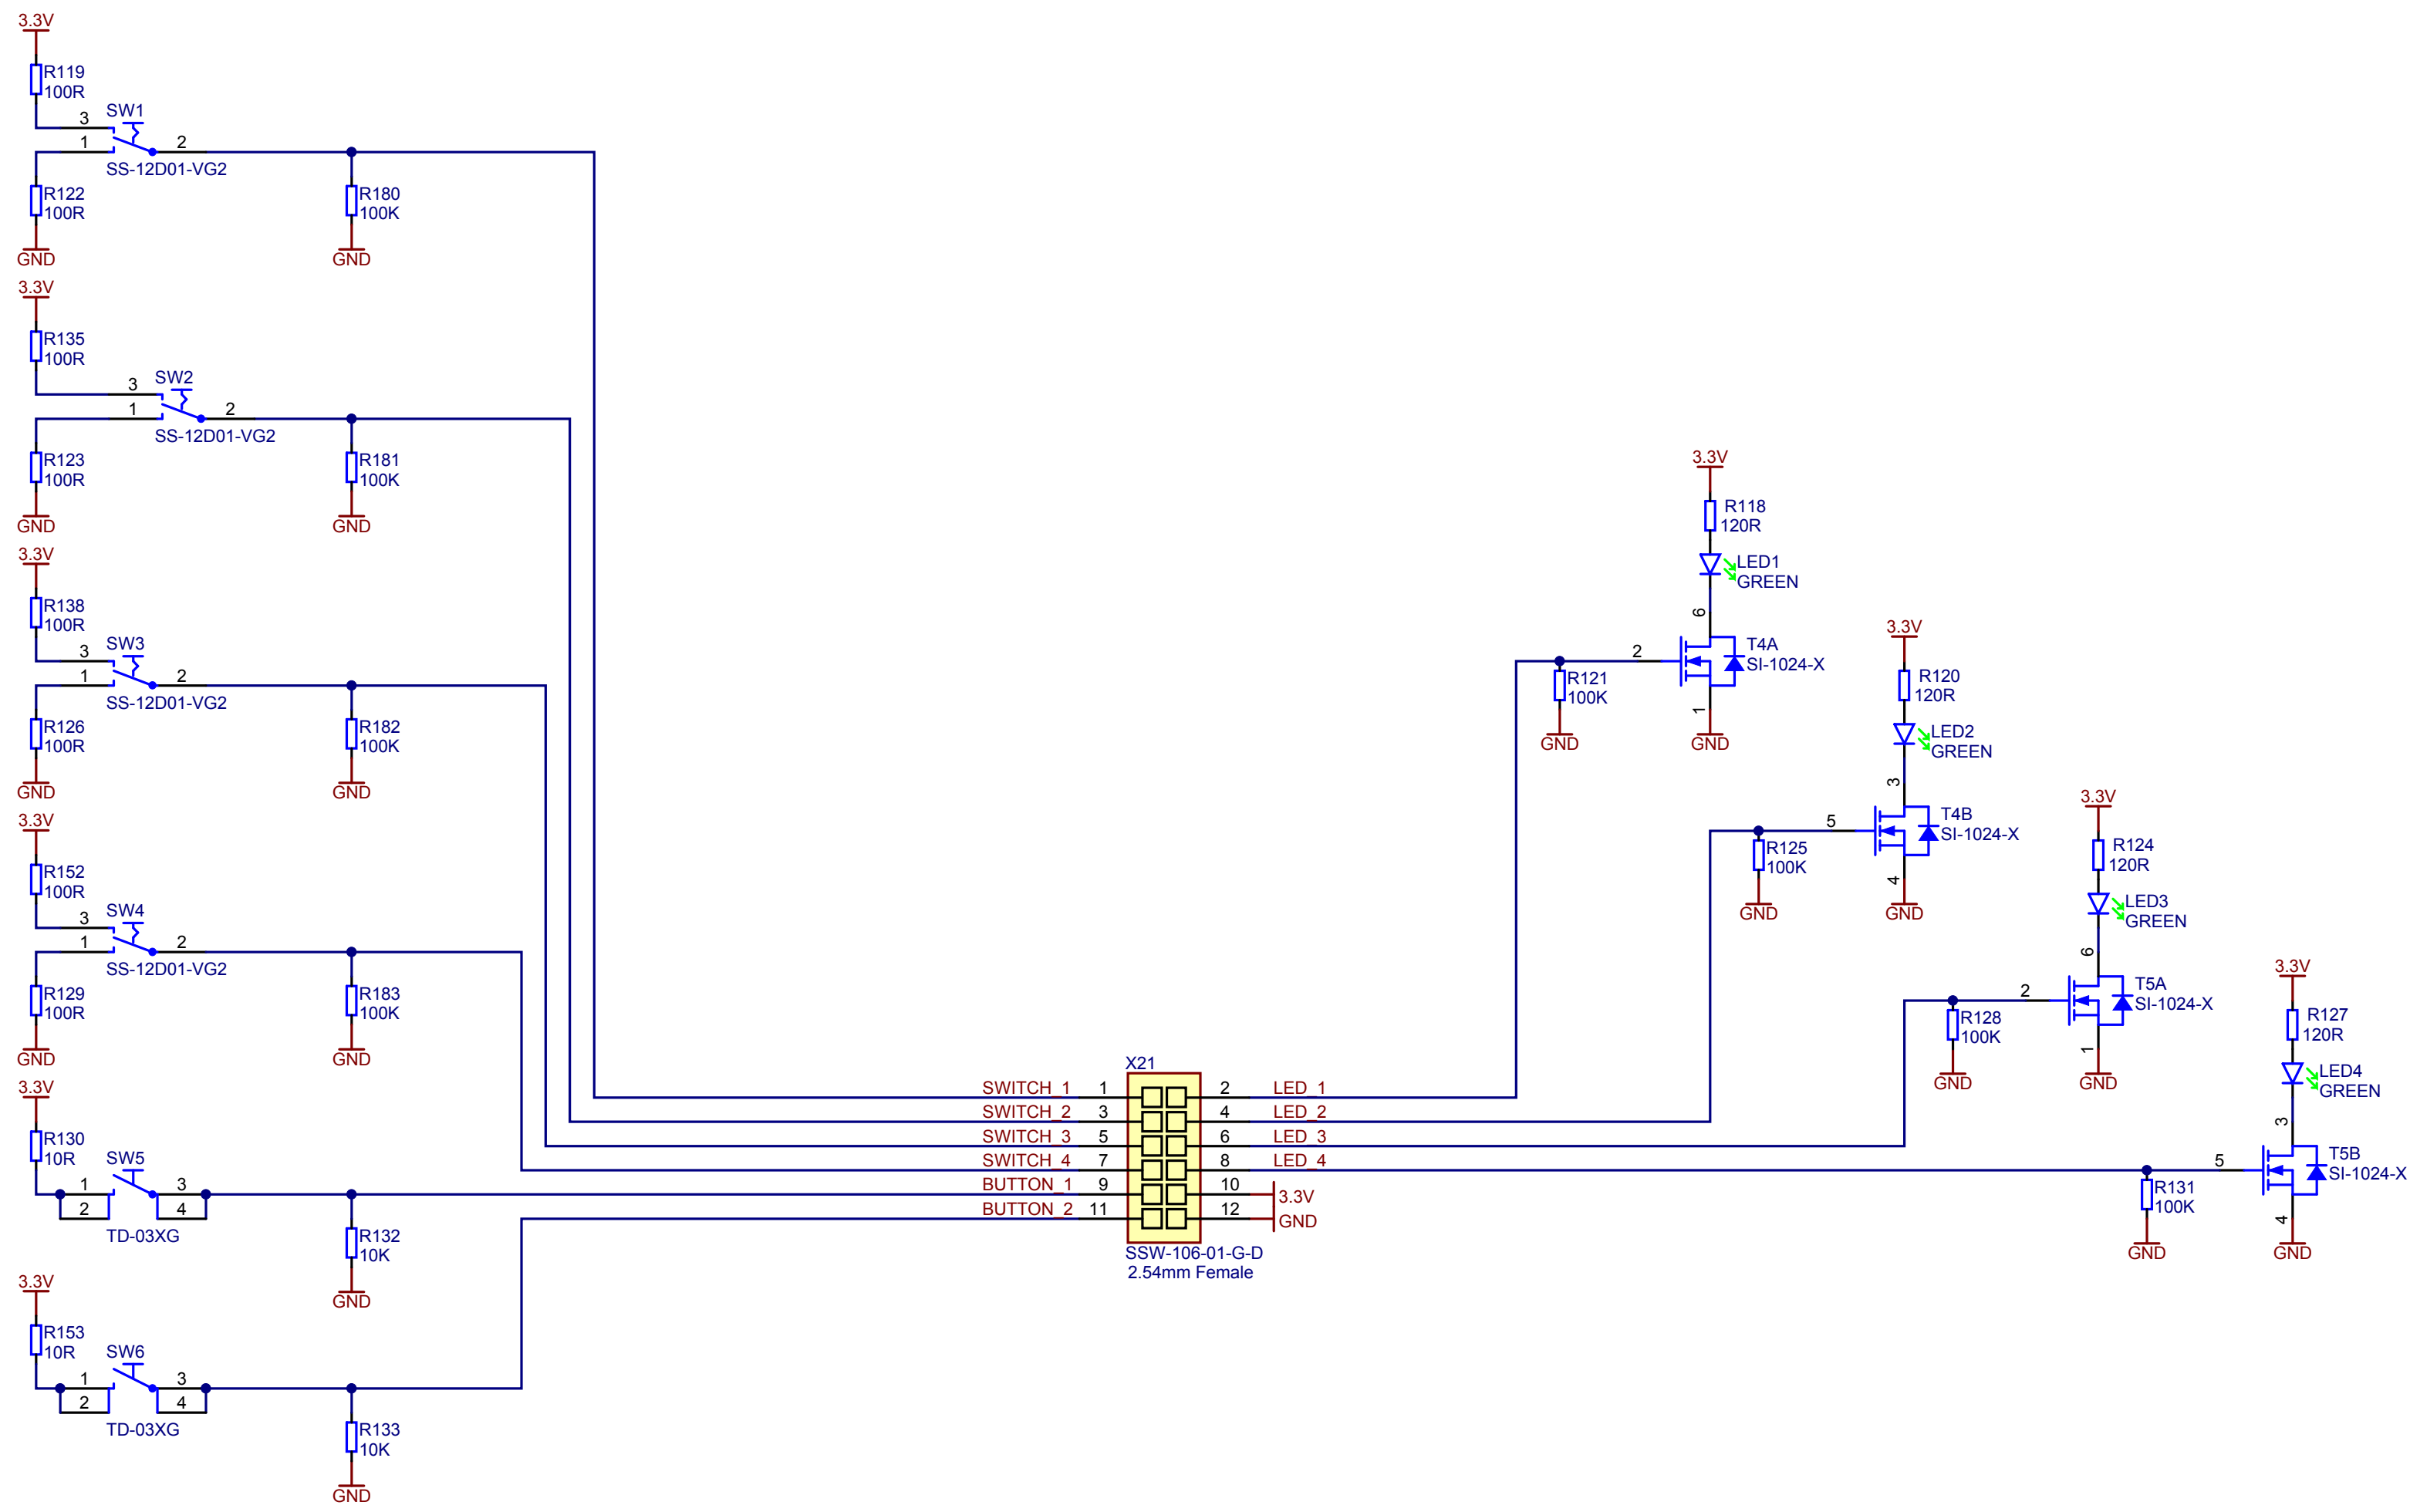 3.3V
R119
100R
SW1
3
1
2
SS-12D01-VG2
R122
100R
GND
R180
100K
GND
3.3V
R135
100R
SW2
3
1
2
SS-12D01-VG2
R123
100R
GND
R181
100K
GND
3.3V
R138
100R
SW3
3
1
2
SS-12D01-VG2
R126
100R
GND
R182
100K
GND
3.3V
R152
100R
SW4
3
1
2
SS-12D01-VG2
R129
100R
GND
R183
100K
GND
3.3V
R130
10R
SW5
1
2
3
4
TD-03XG
R132
10K
GND
3.3V
R153
10R
SW6
1
2
3
4
TD-03XG
R133
10K
GND
X21
SWITCH_1 1 2 LED_1
SWITCH_2 3 4 LED_2
SWITCH_3 5 6 LED_3
SWITCH_4 7 8 LED_4
BUTTON_1 9 10 3.3V
BUTTON_2 11 12 GND
SSW-106-01-G-D
2.54mm Female
3.3V
R118
120R
LED1
GREEN
6
2
T4A
SI-1024-X
R121
100K
1
GND
GND
3.3V
R120
120R
LED2
GREEN
3
5
T4B
SI-1024-X
R125
100K
4
GND
GND
3.3V
R124
120R
LED3
GREEN
6
2
T5A
SI-1024-X
R128
100K
1
GND
GND
3.3V
R127
120R
LED4
GREEN
3
5
T5B
SI-1024-X
R131
100K
4
GND
GND